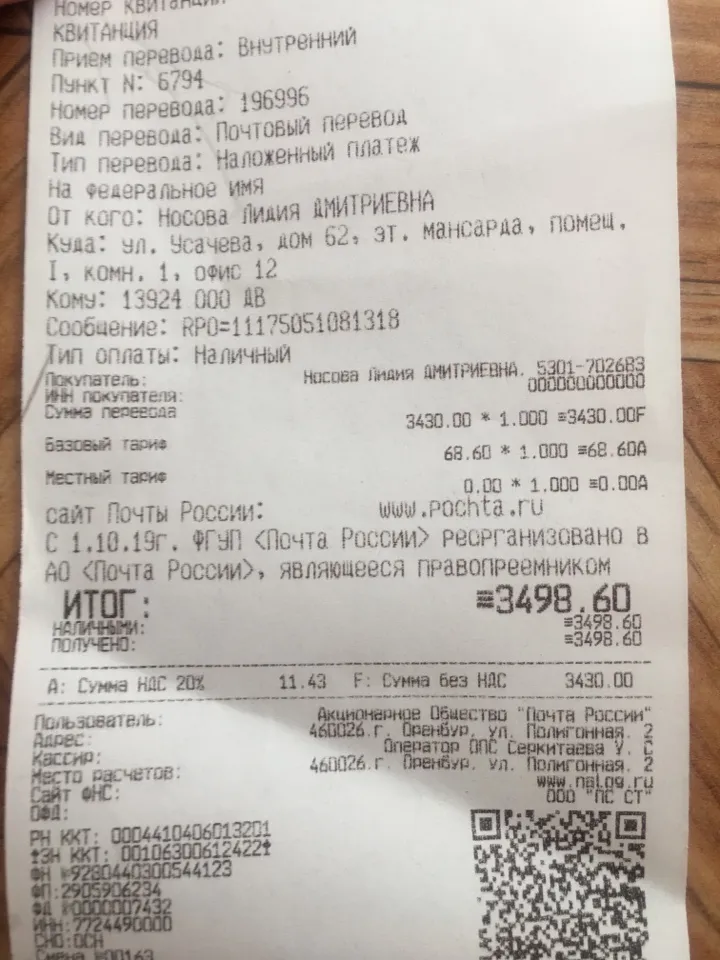 Номер квитанции
КВИТАНЦИЯ
Прием перевода: Внутренний
Пункт N: 6794
Номер перевода: 196996
Вид перевода: Почтовый перевод
Тип перевода: Наложенный платеж
На федеральное имя
От кого: Носова Лидия ДМИТРИЕВНА
Куда: ул. Усачева, дом 62, эт. мансарда, помещ.
I, комн. 1, офис 12
Кому: 13924 000 ДВ
Сообщение: RPO=11175051081318
Тип оплаты: Наличный
Покупатель: Носова Лидия ДМИТРИЕВНА. 5301-702683
ИНН покупателя: 000000000000
Сумма перевода
3430.00 * 1.000 ≡3430.00F
Базовый тариф
68.60 * 1.000 ≡68.60A
Местный тариф
0.00 * 1.000 ≡0.00A
сайт Почты России: www.pochta.ru
С 1.10.19г. ФГУП <Почта России> реорганизовано в
АО <Почта России>, являющееся правопреемником
ИТОГ: ≡3498.60
НАЛИЧНЫМИ: ≡3498.60
ПОЛУЧЕНО: ≡3498.60
A: Сумма НДС 20% 11.43 F: Сумма без НДС 3430.00
Пользователь: Акционарное Общество "Почта России"
Адрес: 460026.г. Оренбур, ул. Полигонная. 2
Кассир: Оператор ОПС Серкитаева У. С
Место расчетов: 460026.г. Оренбур, ул. Полигонная. 2
Сайт ФНС: www.nalog.ru
ОФД: ООО "ПС СТ"
РН ККТ: 0004410406013201
ЗН ККТ: 0010630061​2422
ФН №9280440300544123
ФП:2905906234
ФД №0000007432
ИНН:7724490000
СНО:ОСН
Смена №00163